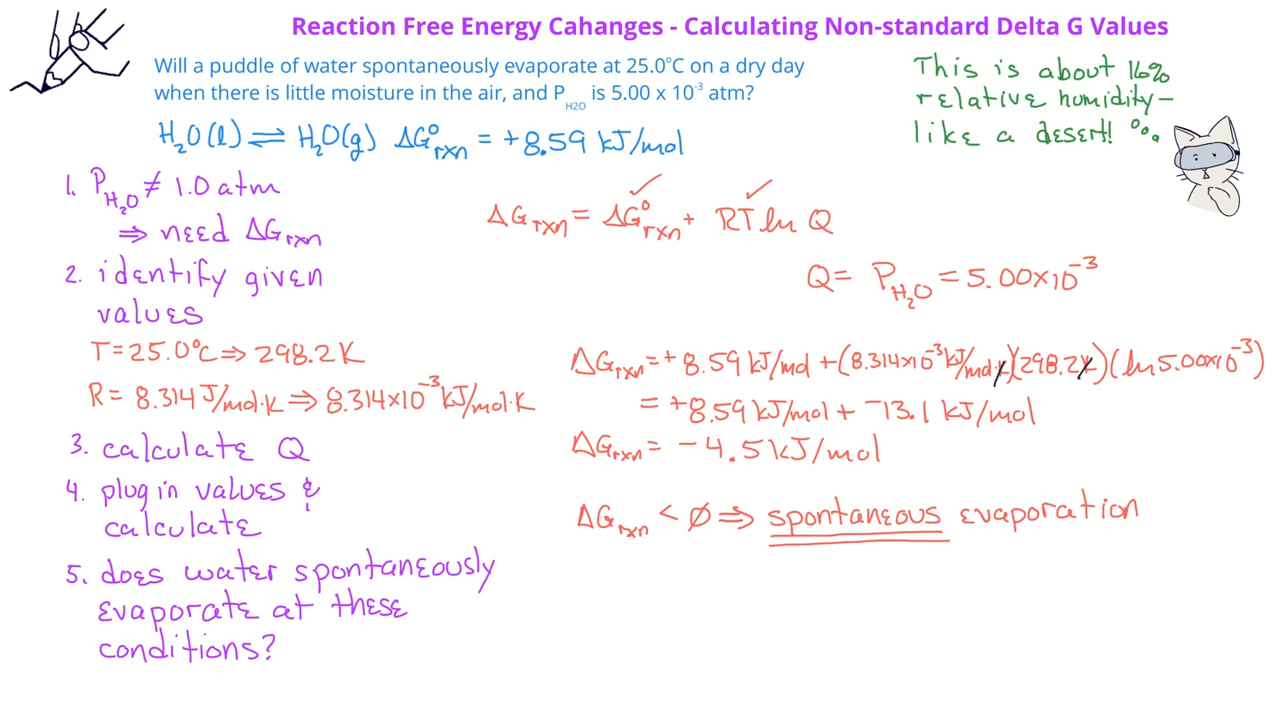 Reaction Free Energy Cahanges - Calculating Non-standard Delta G Values
Will a puddle of water spontaneously evaporate at 25.0°C on a dry day
when there is little moisture in the air, and P_H2O is 5.00 x 10⁻³ atm?
H₂O(l) ⇌ H₂O(g) ΔG°rxn = +8.59 kJ/mol
This is about 16%
relative humidity-
like a desert!
1. P_H₂O ≠ 1.0 atm
⇒ need ΔGrxn
2. identify given
values
T = 25.0°C ⇒ 298.2 K
R = 8.314 J/mol·K ⇒ 8.314×10⁻³ kJ/mol·K
3. calculate Q
4. plug in values &
calculate
5. does water spontaneously
evaporate at these
conditions?
✓ ✓
ΔGrxn = ΔG°rxn + RT ln Q
Q = P_H₂O = 5.00×10⁻³
ΔGrxn = +8.59 kJ/mol + (8.314×10⁻³ kJ/mol·K)(298.2K)(ln 5.00×10⁻³)
= +8.59 kJ/mol + ⁻13.1 kJ/mol
ΔGrxn = -4.5 kJ/mol
ΔGrxn < Ø ⇒ spontaneous evaporation